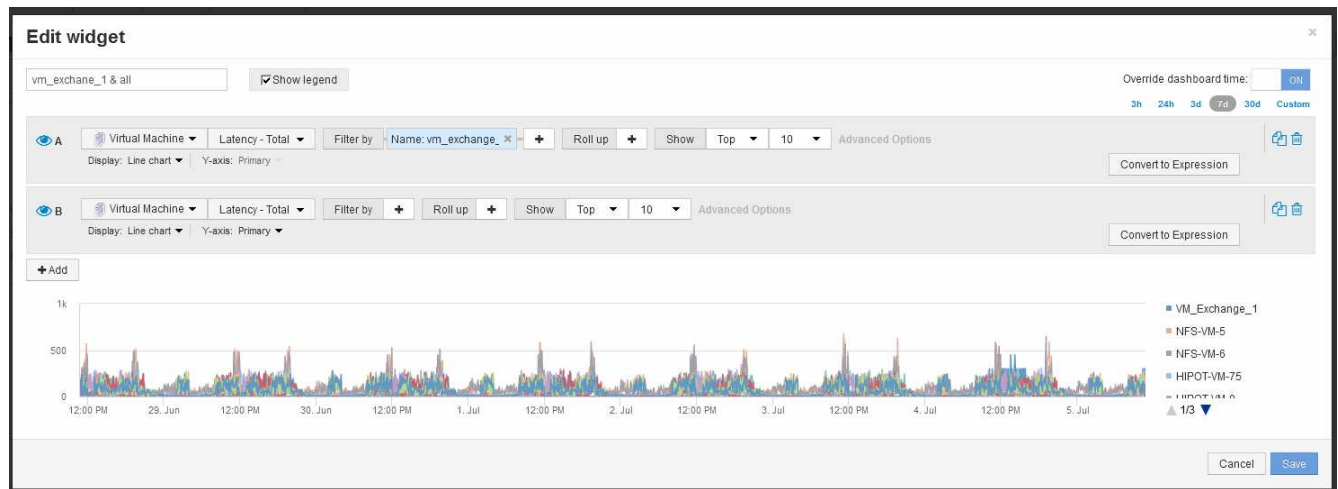 Edit widget
vm_exchane_1 & all Show legend Override dashboard time: ON
3h 24h 3d 7d 30d Custom
A Virtual Machine Latency - Total Filter by Name: vm_exchange_ Roll up Show Top 10 Advanced Options
Display: Line chart Y-axis: Primary
Convert to Expression
B Virtual Machine Latency - Total Filter by Roll up Show Top 10 Advanced Options
Display: Line chart Y-axis: Primary
Convert to Expression
+ Add
1k
500
0
12:00 PM 29. Jun 12:00 PM 30. Jun 12:00 PM 1. Jul 12:00 PM 2. Jul 12:00 PM 3. Jul 12:00 PM 4. Jul 12:00 PM 5. Jul
VM_Exchange_1
NFS-VM-5
NFS-VM-6
HIPOT-VM-75
1/3
Cancel Save